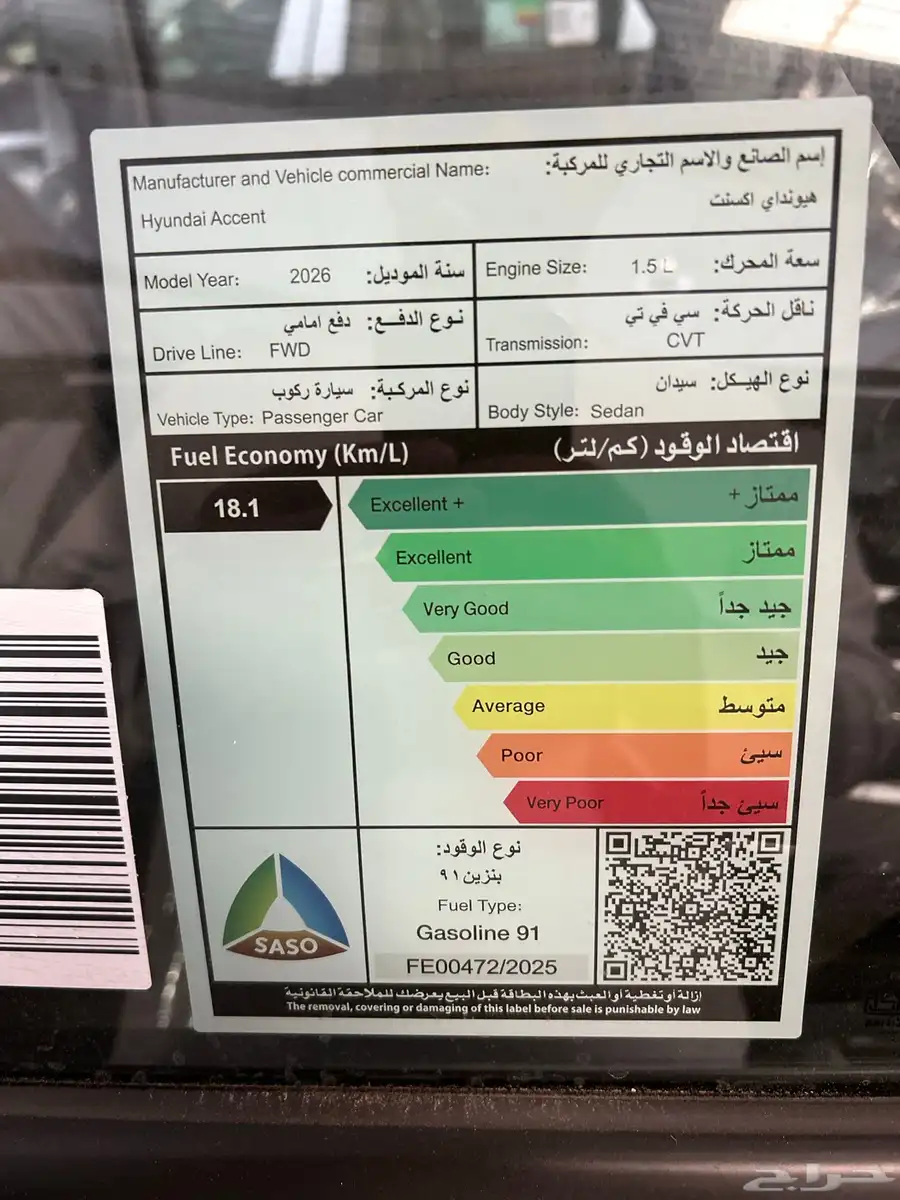 Manufacturer and Vehicle commercial Name: إسم الصانع والاسم التجاري للمركبة:
Hyundai Accent هيونداي اكسنت
Model Year: 2026 سنة الموديل:
Engine Size: 1.5 L سعة المحرك:
نوع الدفع: دفع امامي
Drive Line: FWD
ناقل الحركة: سي في تي
Transmission: CVT
نوع المركبة: سيارة ركوب
Vehicle Type: Passenger Car
نوع الهيكل: سيدان
Body Style: Sedan
Fuel Economy (Km/L) اقتصاد الوقود (كم/لتر)
18.1
Excellent + ممتاز +
Excellent ممتاز
Very Good جيد جداً
Good جيد
Average متوسط
Poor سيئ
Very Poor سيئ جداً
SASO
نوع الوقود:
بنزين ٩١
Fuel Type:
Gasoline 91
FE00472/2025
إزالة أو تغطية أو العبث بهذه البطاقة قبل البيع يعرضك للملاحقة القانونية
The removal, covering or damaging of this label before sale is punishable by law
حراج